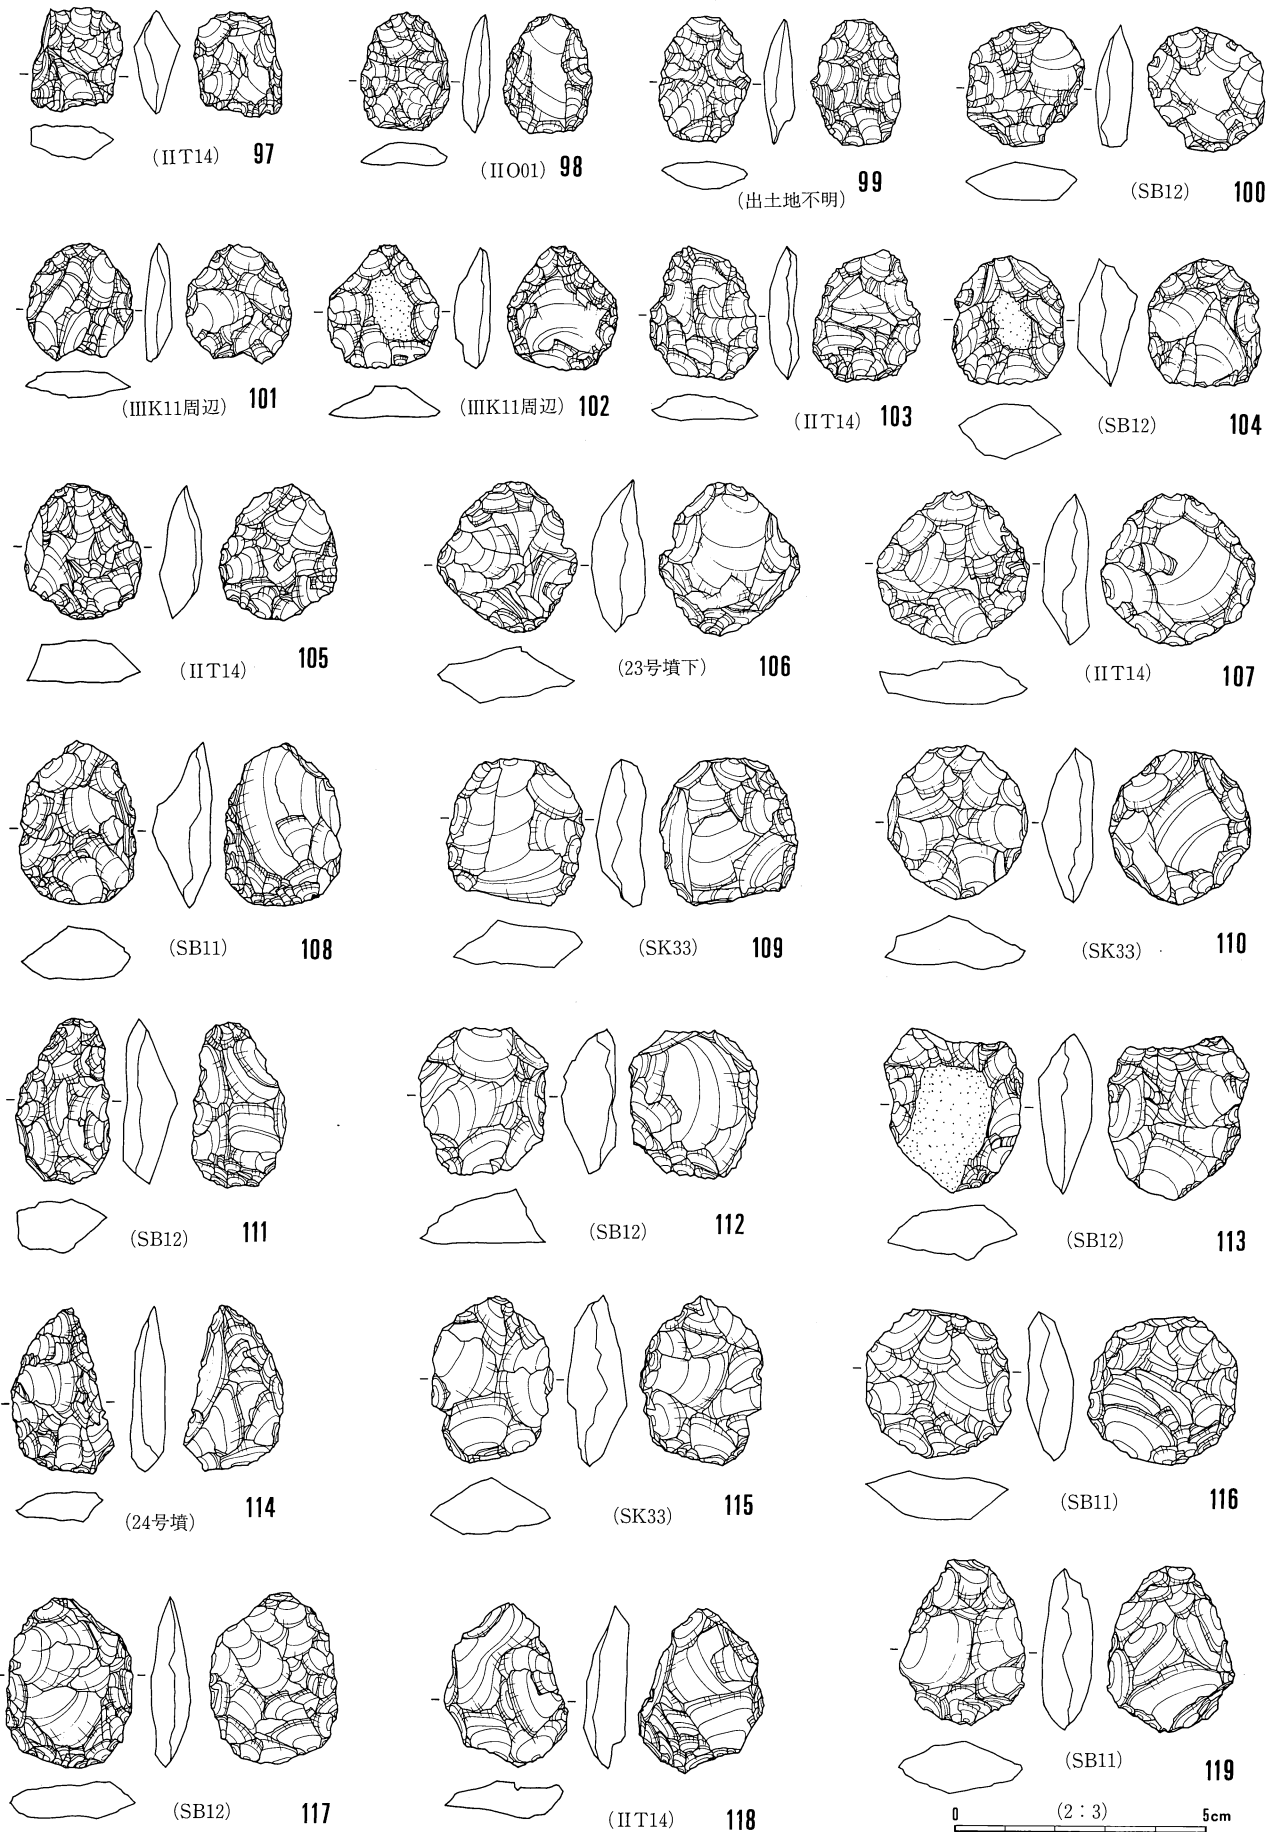 (IIT14) 97
(IIO01) 98
(出土地不明) 99
(SB12) 100
(IIIK11周辺) 101
(IIIK11周辺) 102
(IIT14) 103
(SB12) 104
(IIT14) 105
(23号墳下) 106
(IIT14) 107
(SB11) 108
(SK33) 109
(SK33) 110
(SB12) 111
(SB12) 112
(SB12) 113
(24号墳) 114
(SK33) 115
(SB11) 116
(SB12) 117
(IIT14) 118
(SB11) 119
0 (2:3) 5cm